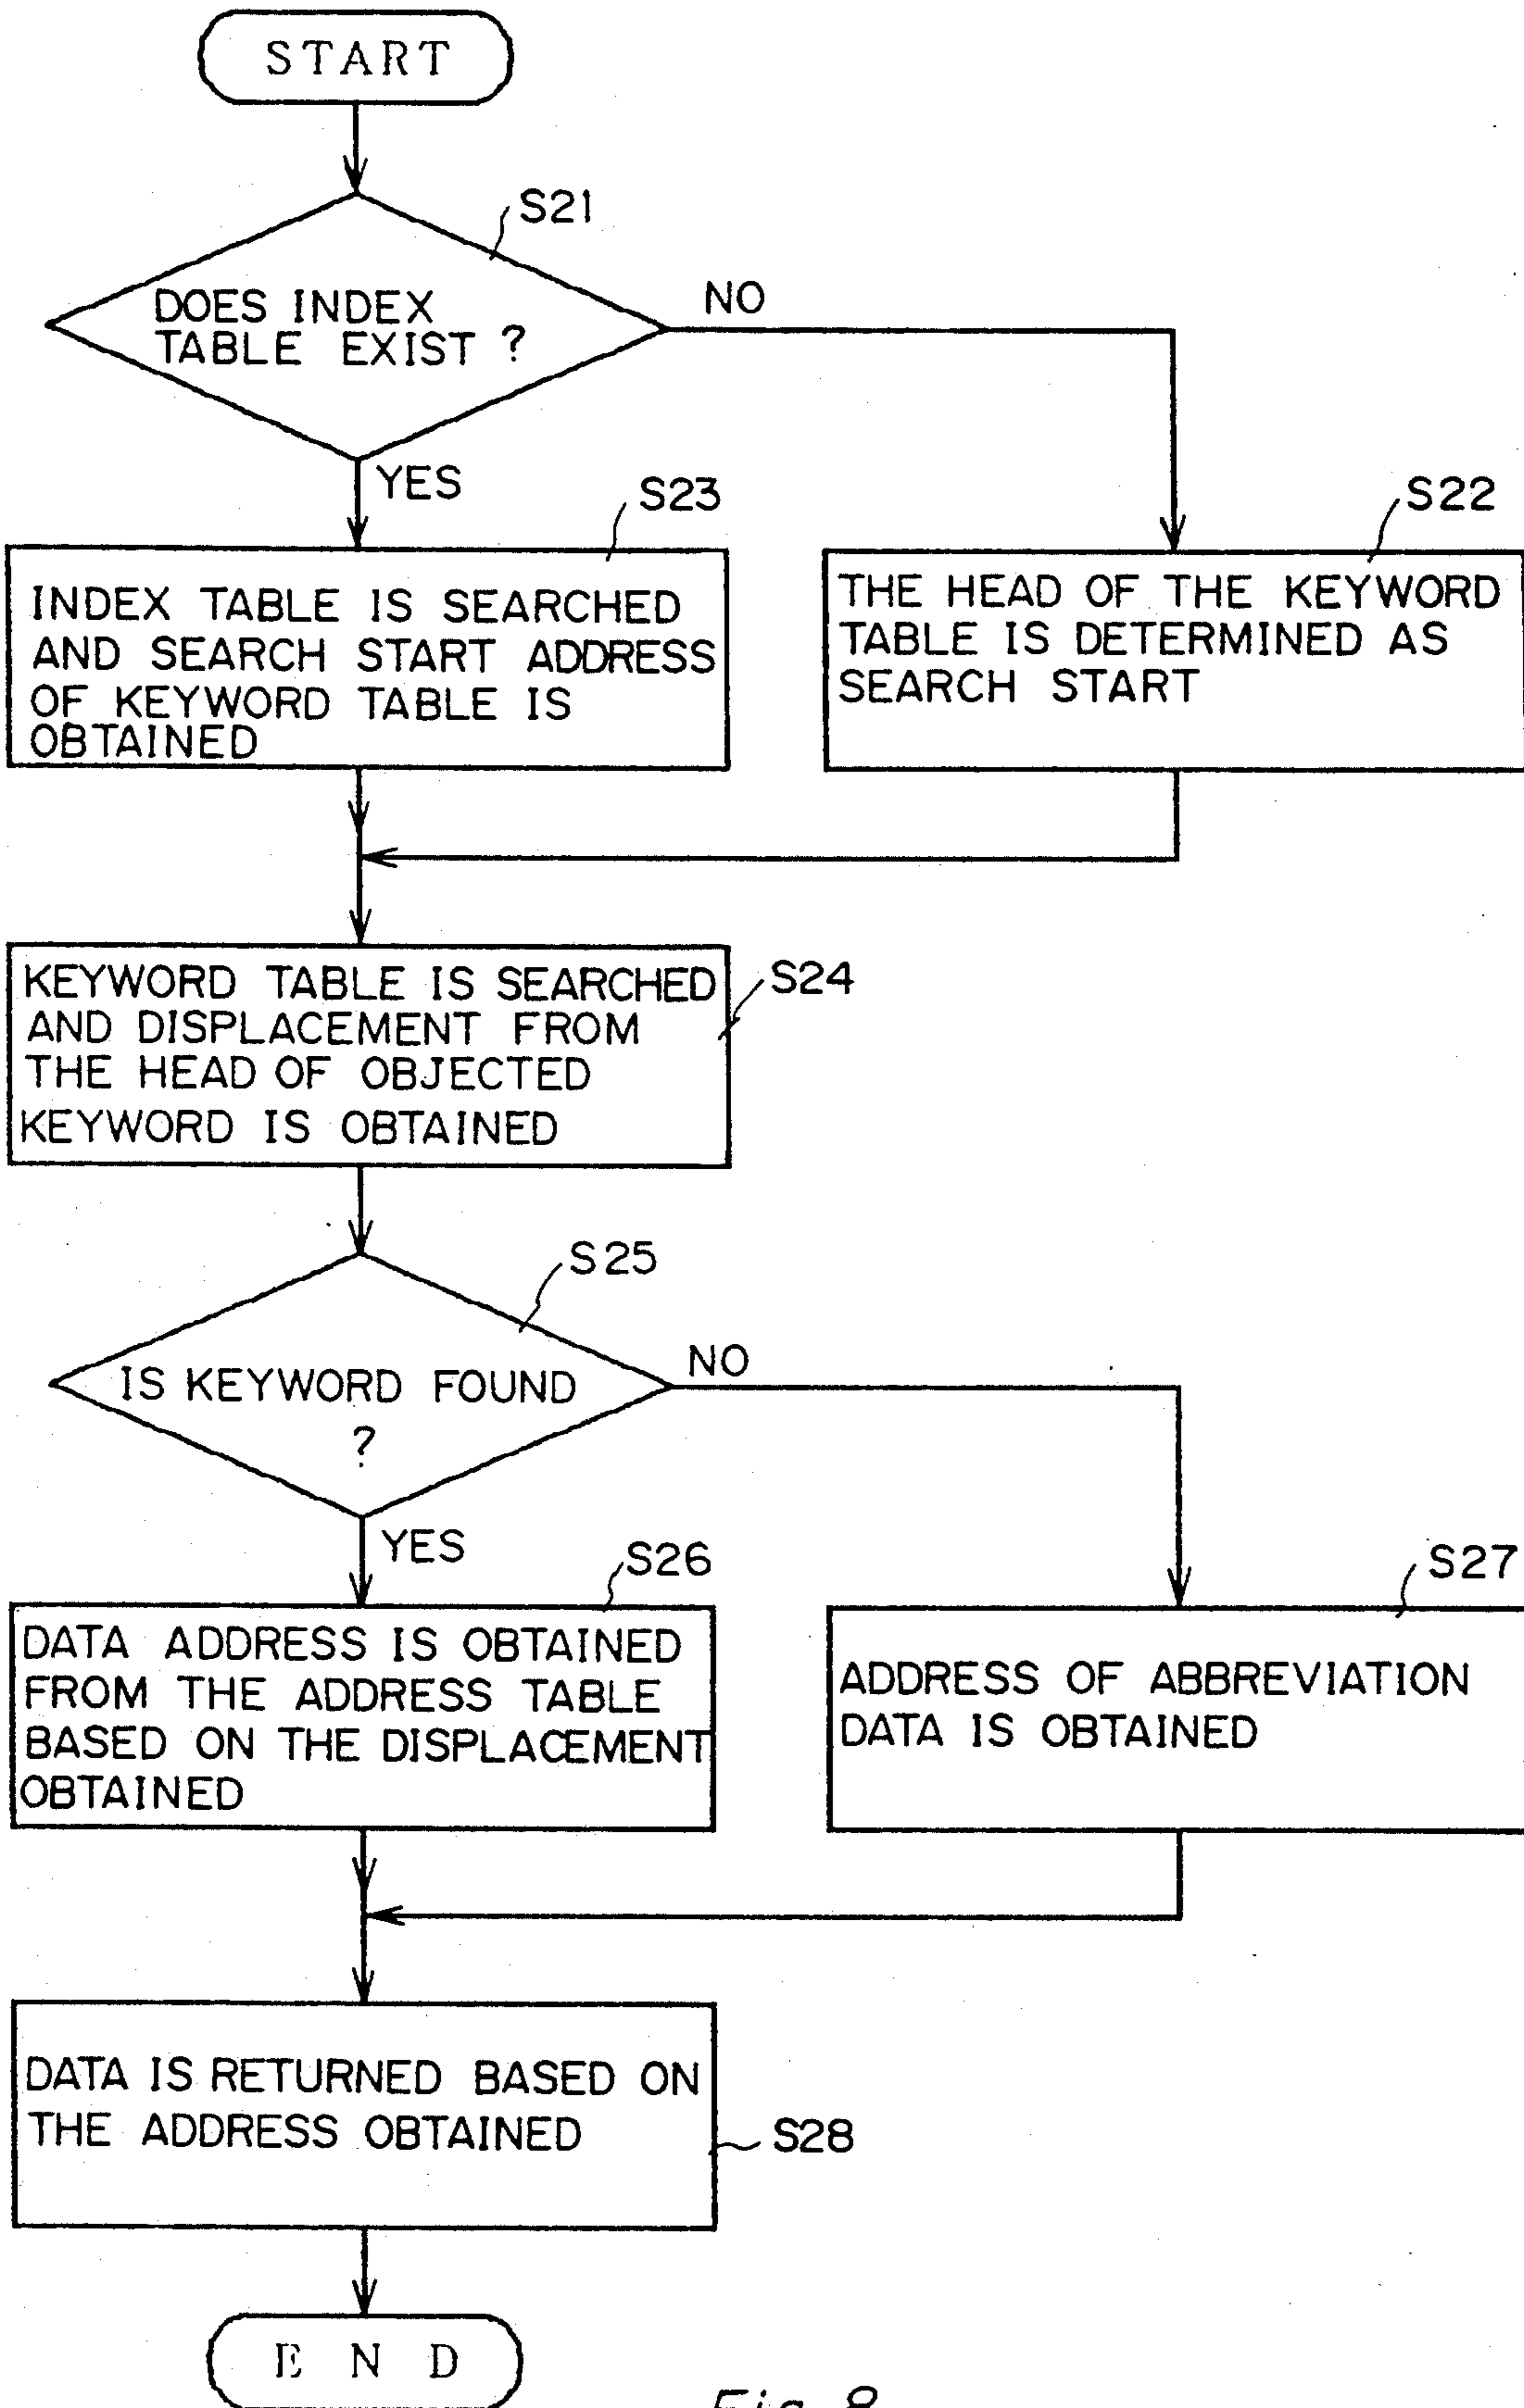 START
S21
DOES INDEX
TABLE EXIST ?
NO
YES
S23
INDEX TABLE IS SEARCHED
AND SEARCH START ADDRESS
OF KEYWORD TABLE IS
OBTAINED
S22
THE HEAD OF THE KEYWORD
TABLE IS DETERMINED AS
SEARCH START
KEYWORD TABLE IS SEARCHED
AND DISPLACEMENT FROM
THE HEAD OF OBJECTED
KEYWORD IS OBTAINED
S24
S25
IS KEYWORD FOUND
?
NO
YES
S26
DATA ADDRESS IS OBTAINED
FROM THE ADDRESS TABLE
BASED ON THE DISPLACEMENT
OBTAINED
S27
ADDRESS OF ABBREVIATION
DATA IS OBTAINED
DATA IS RETURNED BASED ON
THE ADDRESS OBTAINED
S28
END
Fig. 8